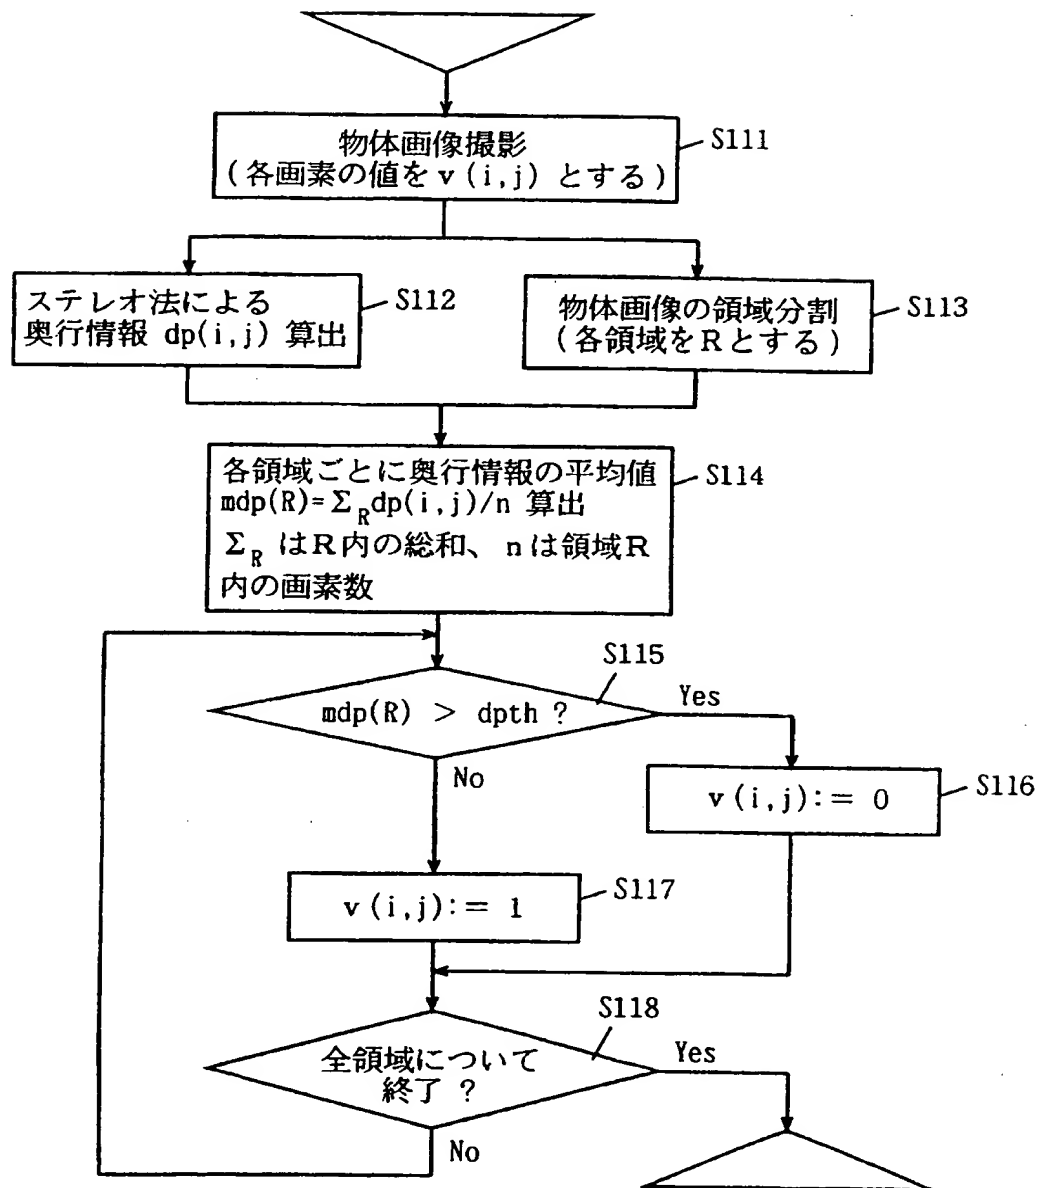 物体画像撮影
(各画素の値をv(i,j)とする)
S111
ステレオ法による
奥行情報 dp(i,j) 算出
S112
物体画像の領域分割
(各領域をRとする)
S113
各領域ごとに奥行情報の平均値
mdp(R)=Σ_R dp(i,j)/n 算出
Σ_R はR内の総和、nは領域R
内の画素数
S114
S115
mdp(R) > dpth ?
Yes
No
v(i,j):= 0
S116
v(i,j):= 1
S117
S118
全領域について
終了 ?
Yes
No